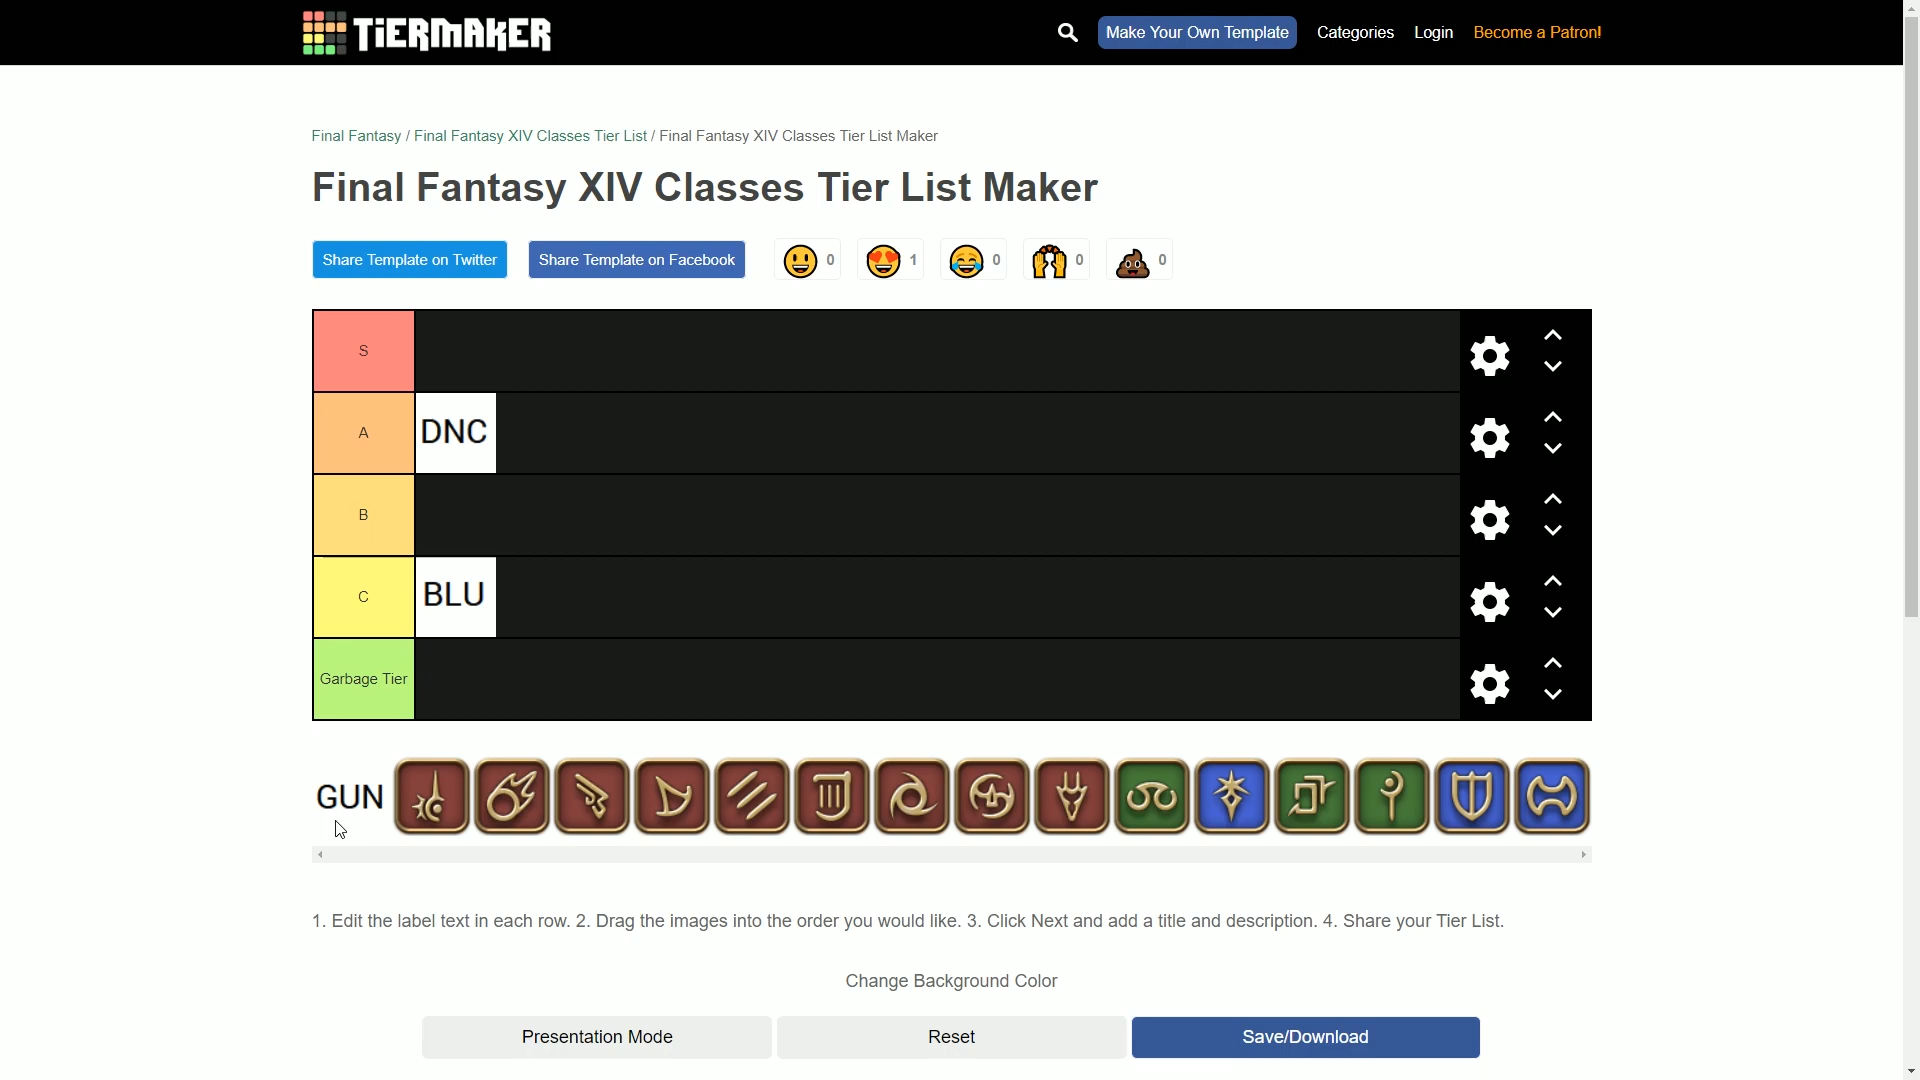 TiERMAKER
Make Your Own Template
Categories
Login
Become a Patron!
Final Fantasy / Final Fantasy XIV Classes Tier List / Final Fantasy XIV Classes Tier List Maker
Final Fantasy XIV Classes Tier List Maker
Share Template on Twitter
Share Template on Facebook
0
1
0
0
0
S
A
DNC
B
C
BLU
Garbage Tier
GUN
1. Edit the label text in each row. 2. Drag the images into the order you would like. 3. Click Next and add a title and description. 4. Share your Tier List.
Change Background Color
Presentation Mode
Reset
Save/Download